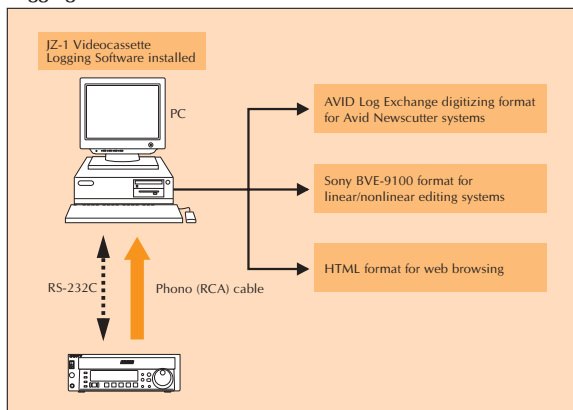 JZ-1 Videocassette
Logging Software installed
PC
AVID Log Exchange digitizing format
for Avid Newscutter systems
Sony BVE-9100 format for
linear/nonlinear editing systems
HTML format for web browsing
RS-232C
Phono (RCA) cable